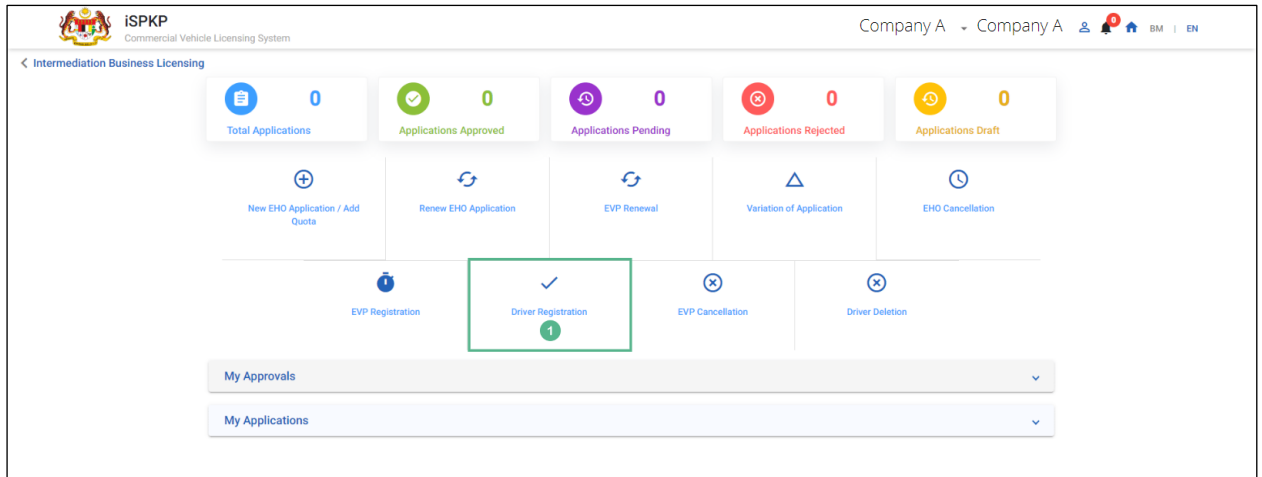 iSPKP
Commercial Vehicle Licensing System
Company A Company A 0 BM | EN
Intermediation Business Licensing
0 0 0 0 0
Total Applications Applications Approved Applications Pending Applications Rejected Applications Draft
New EHO Application / Add Renew EHO Application EVP Renewal Variation of Application EHO Cancellation
Quota
EVP Registration Driver Registration EVP Cancellation Driver Deletion
1
My Approvals
My Applications